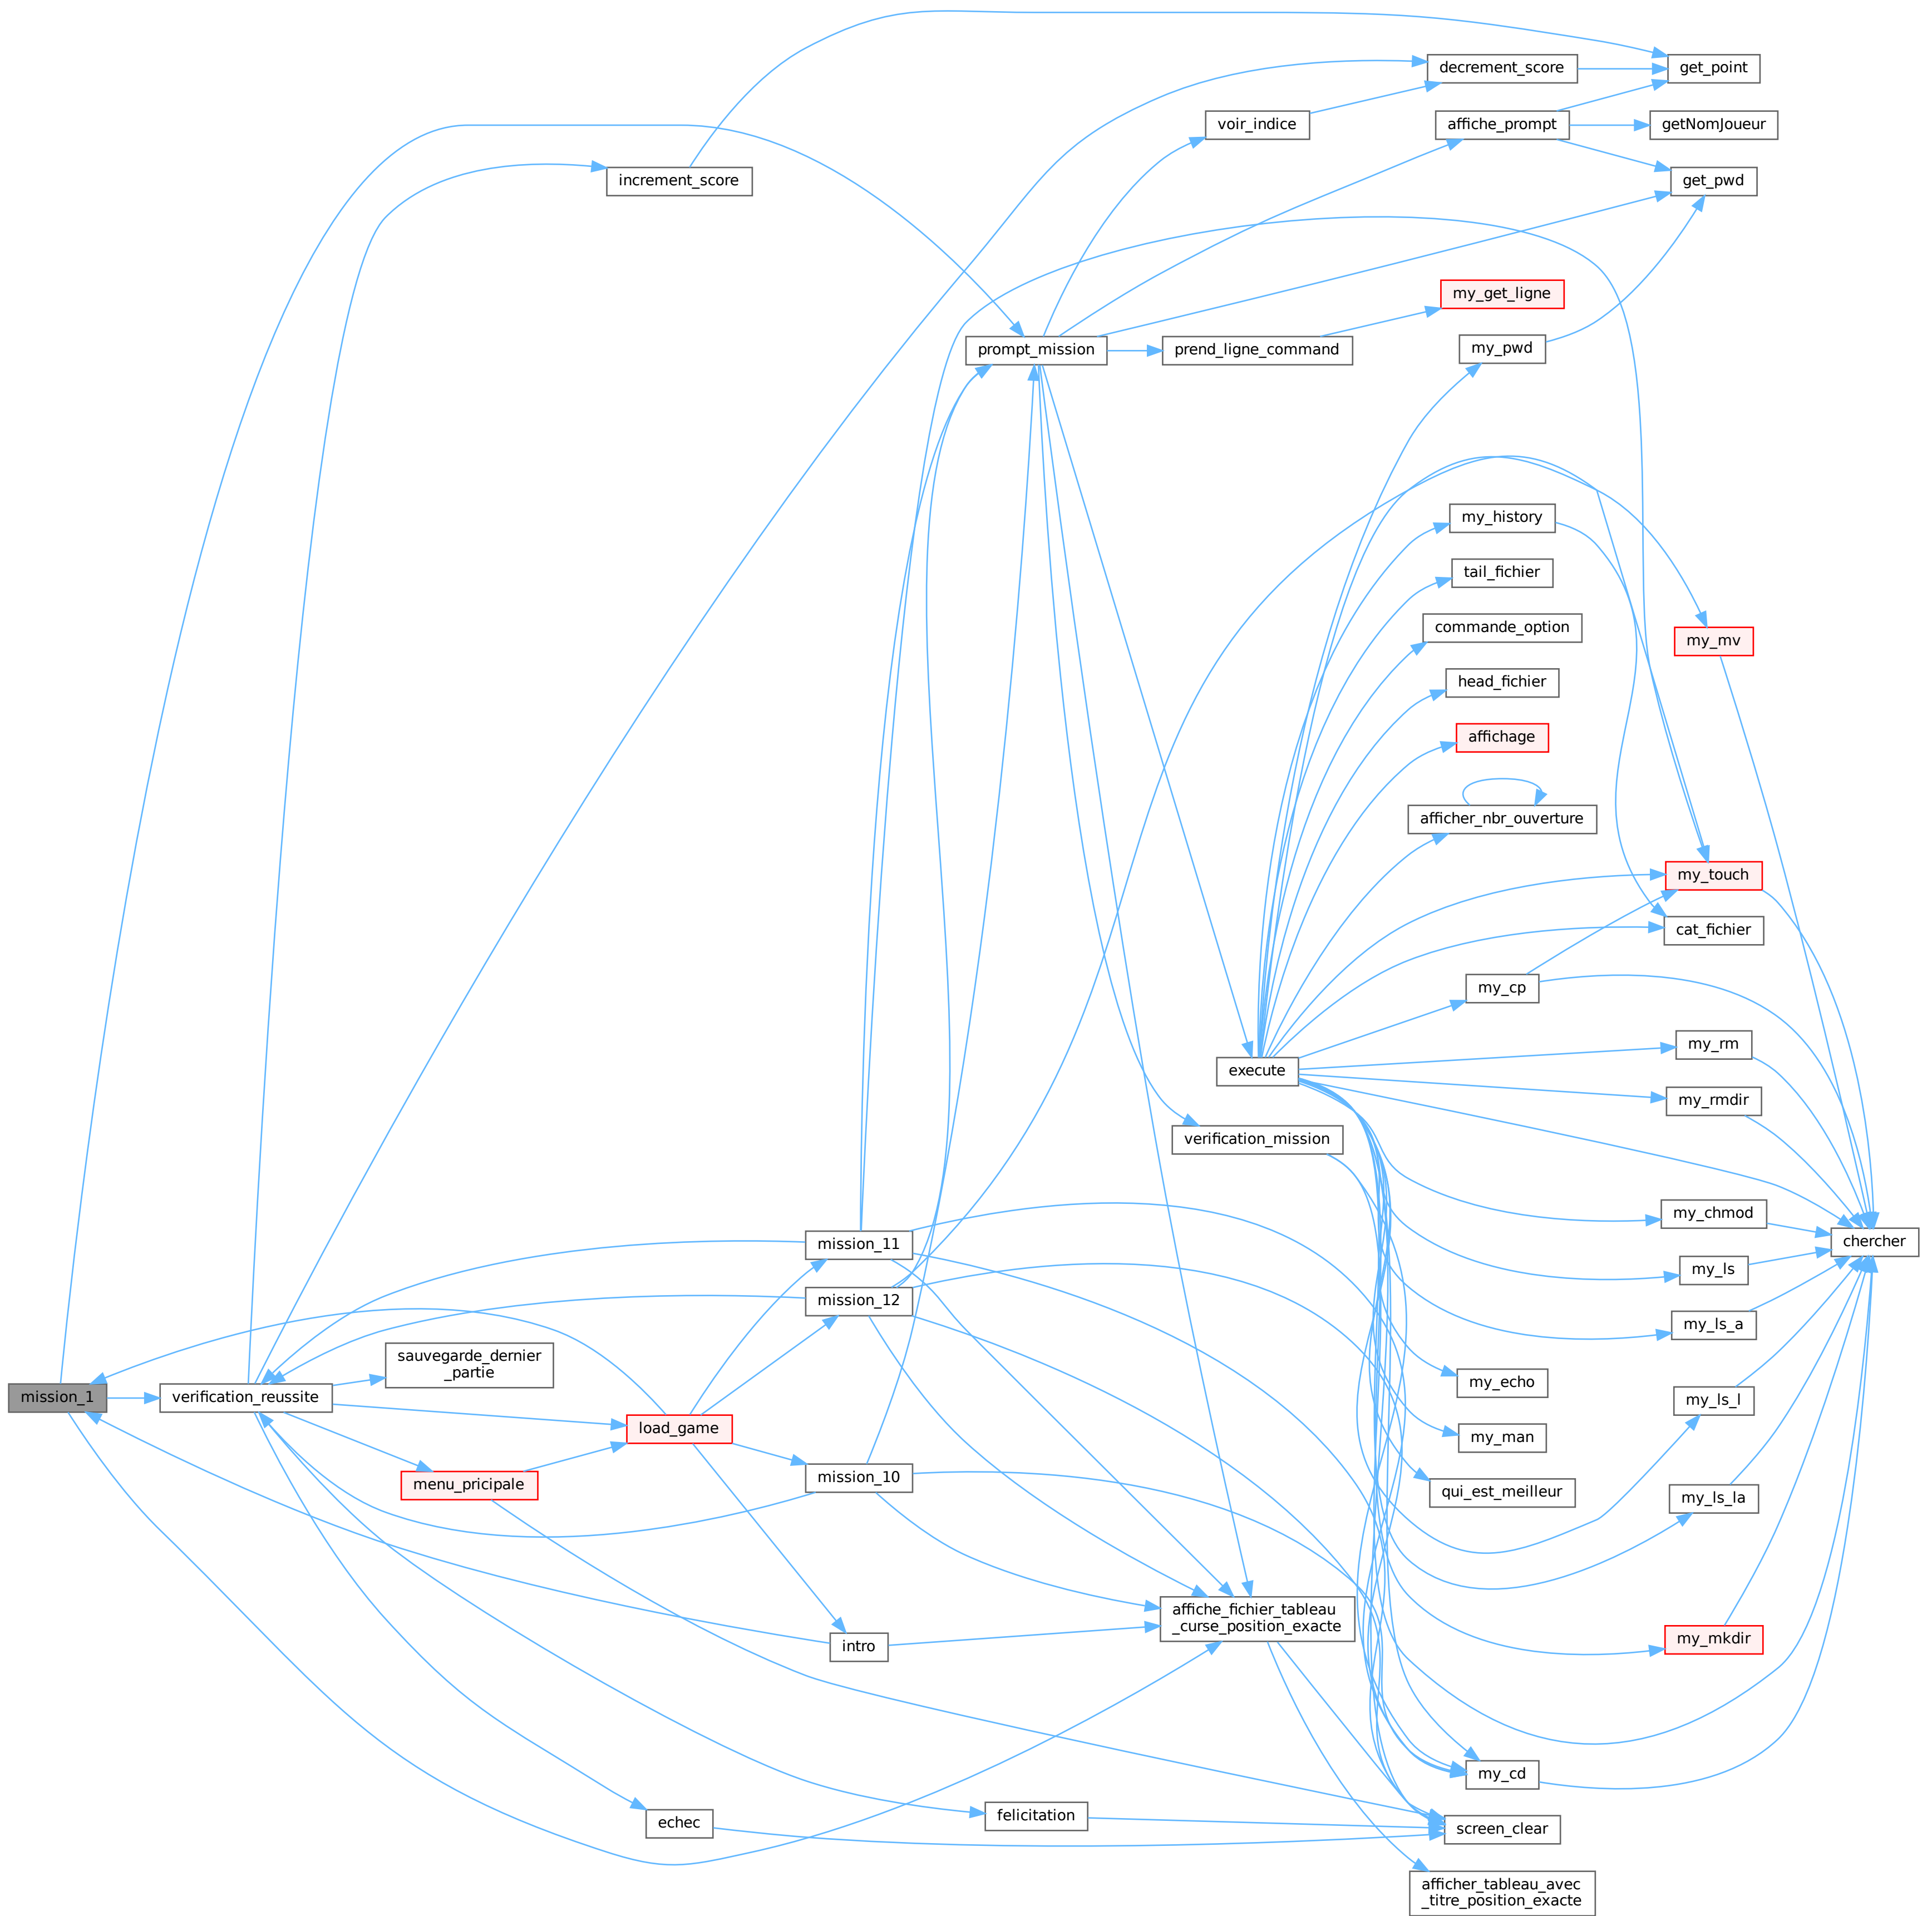 decrement_score
get_point
voir_indice
affiche_prompt
getNomJoueur
increment_score
get_pwd
my_get_ligne
prompt_mission
prend_ligne_command
my_pwd
my_history
tail_fichier
commande_option
my_mv
head_fichier
affichage
afficher_nbr_ouverture
my_touch
cat_fichier
my_cp
my_rm
execute
my_rmdir
verification_mission
my_chmod
mission_11
chercher
my_ls
mission_12
my_ls_a
sauvegarde_dernier
_partie
my_echo
mission_1
verification_reussite
my_ls_l
load_game
my_man
mission_10
menu_pricipale
qui_est_meilleur
my_ls_la
affiche_fichier_tableau
_curse_position_exacte
intro
my_mkdir
my_cd
felicitation
echec
screen_clear
afficher_tableau_avec
_titre_position_exacte